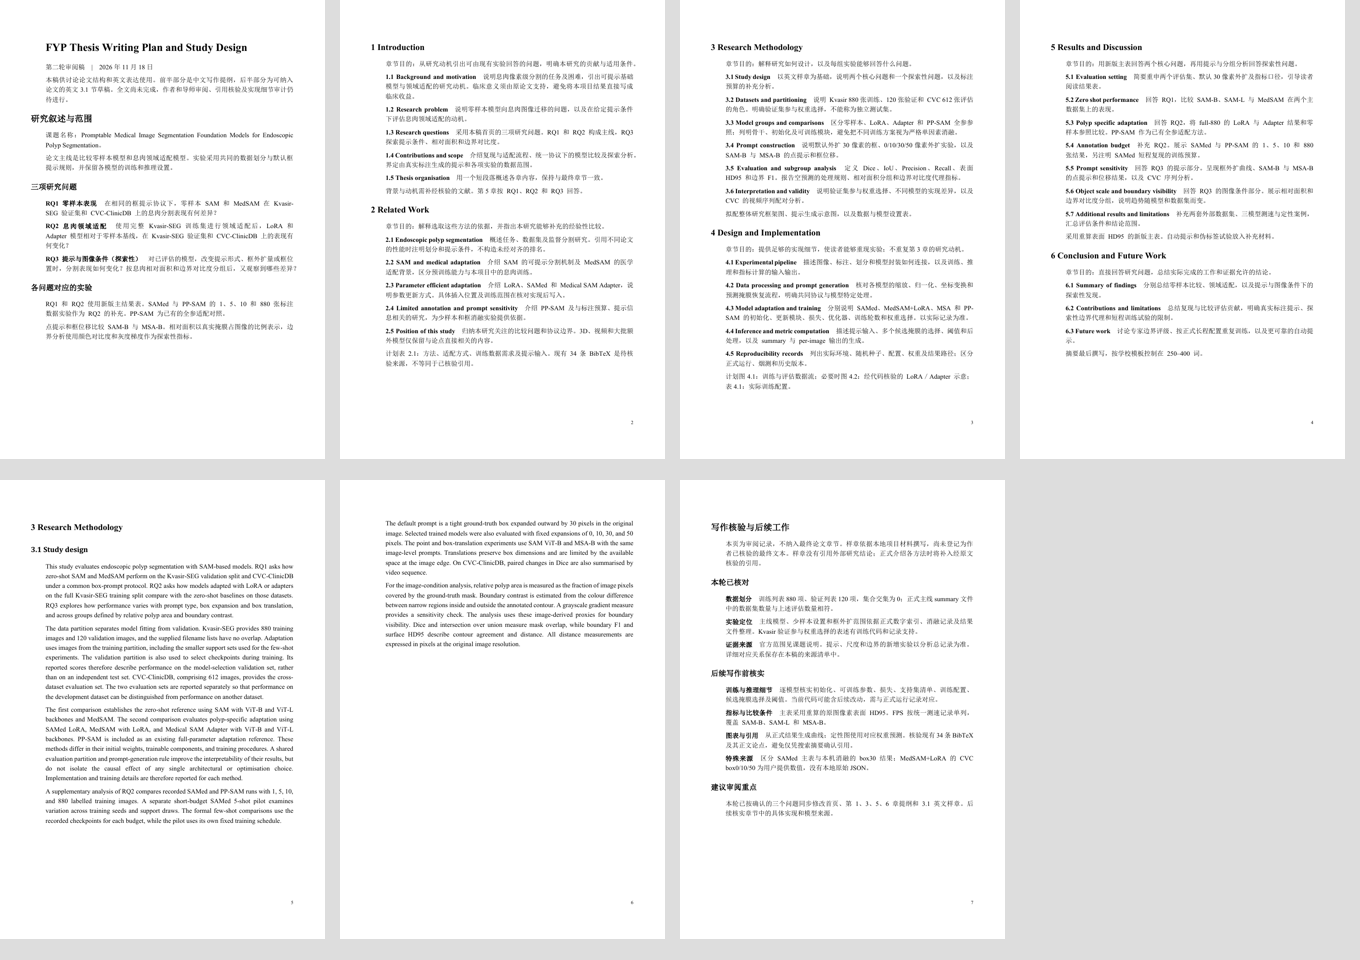 FYP Thesis Writing Plan and Study Design
第二轮审阅稿 | 2026 年 11 月 18 日
本稿供讨论论文结构和英文表达使用。前半部分是中文写作提纲，后半部分为可纳入
论文的英文 3.1 节草稿。全文尚未完成，作者和导师审阅、引用核验及实现细节审计仍
待进行。
研究叙述与范围
课题名称：Promptable Medical Image Segmentation Foundation Models for Endoscopic
Polyp Segmentation。
论文主线是比较零样本模型和息肉领域适配模型。实验采用共同的数据划分与默认框
提示规则，并保留各模型的训练和推理设置。
三项研究问题
RQ1 零样本表现 在相同的框提示协议下，零样本 SAM 和 MedSAM 在 Kvasir-
SEG 验证集和 CVC-ClinicDB 上的息肉分割表现有何差异？
RQ2 息肉领域适配 使用完整 Kvasir-SEG 训练集进行领域适配后，LoRA 和
Adapter 模型相对于零样本基线，在 Kvasir-SEG 验证集和 CVC-ClinicDB 上的表现有
何变化？
RQ3 提示与图像条件（探索性） 对已评估的模型，改变提示形式、框外扩量或框位
置时，分割表现如何变化？按息肉相对面积和边界对比度分组后，又观察到哪些差异？
各问题对应的实验
RQ1 和 RQ2 使用新版主结果表。SAMed 与 PP-SAM 的 1、5、10 和 880 张标注
数据实验作为 RQ2 的补充。PP-SAM 为已有的全参适配对照。
点提示和框位移比较 SAM-B 与 MSA-B。相对面积以真实掩膜占图像的比例表示，边
界分析使用颜色对比度和灰度梯度作为探索性指标。
1 Introduction
章节目的：从研究动机引出可由现有实验回答的问题，明确本研究的贡献与适用条件。
1.1 Background and motivation 说明息肉像素级分割的任务及困难，引出可提示基础
模型与领域适配的研究动机。临床意义须由原论文支持，避免将本项目结果直接写成
临床收益。
1.2 Research problem 说明零样本模型向息肉图像迁移的问题，以及在给定提示条件
下评估息肉领域适配的动机。
1.3 Research questions 采用本稿首页的三项研究问题，RQ1 和 RQ2 构成主线，RQ3
探索提示条件、相对面积和边界对比度。
1.4 Contributions and scope 介绍复现与适配流程、统一协议下的模型比较及探索分析。
界定由真实标注生成的提示和各项实验的数据范围。
1.5 Thesis organisation 用一个短段落概述各章内容，保持与最终章节一致。
背景与动机需补经核验的文献。第 5 章按 RQ1、RQ2 和 RQ3 回答。
2 Related Work
章节目的：解释选取这些方法的依据，并指出本研究能够补充的经验性比较。
2.1 Endoscopic polyp segmentation 概述任务、数据集及监督分割研究。引用不同论文
的性能时注明划分和提示条件，不构造未经对齐的排名。
2.2 SAM and medical adaptation 介绍 SAM 的可提示分割机制及 MedSAM 的医学
适配背景，区分预训练能力与本项目中的息肉训练。
2.3 Parameter efficient adaptation 介绍 LoRA、SAMed 和 Medical SAM Adapter，说
明参数更新方式。具体插入位置及训练范围在核对实现后写入。
2.4 Limited annotation and prompt sensitivity 介绍 PP-SAM 及与标注预算、提示信
息相关的研究，为少样本和框递融实验提供依据。
2.5 Position of this study 归纳本研究关注的比较问题和协议边界。3D、视频和大批额
外模型仅保留与论点直接相关的内容。
计划表 2.1：方法、适配方式、训练数据需求及提示输入。现有 34 条 BibTeX 是待核
验来源，不等同于已核验引用。
2
3 Research Methodology
章节目的：解释研究如何设计，以及每组实验能够回答什么问题。
3.1 Study design 以英文样章为基础，说明两个核心问题和一个探索性问题，以及标注
预算的补充分析。
3.2 Datasets and partitioning 说明 Kvasir 880张训练、120 张验证和 CVC 612 张评估
的角色。明确验证集参与权重选择，不能称为独立测试集。
3.3 Model groups and comparisons 区分零样本、LoRA、Adapter 和 PP-SAM 全参参
照；列明骨干、初始化及可训练模块，避免把不同训练方案视为严格单因素消融。
3.4 Prompt construction 说明默认外扩 30 像素的框、0/10/30/50 像素外扩实验，以及
SAM-B 与 MSA-B 的点提示和框位移。
3.5 Evaluation and subgroup analysis 定义 Dice、IoU、Precision、Recall、表面
HD95 和边界 F1。报告空预测的处理规则、相对面积分组和边界对比度代理指标。
3.6 Interpretation and validity 说明验证集参与权重选择、不同模型的实现差异，以及
CVC 的视频序列配对分析。
拟配整体研究框架图、提示生成示意图，以及数据与模型设置表。
4 Design and Implementation
章节目的：提供足够的实现细节，使读者能够重现实验；不重复第 3 章的研究动机。
4.1 Experimental pipeline 描述图像、标注、划分和模型封装如何连接，以及训练、推
理和指标计算的输入输出。
4.2 Data processing and prompt generation 核对各模型的缩放、归一化、坐标变换和
预测掩膜恢复流程，明确共同协议与模型特定处理。
4.3 Model adaptation and training 分别说明 SAMed、MedSAM+LoRA、MSA 和 PP-
SAM 的初始化、更新模块、损失、优化器、训练轮数和权重选择。以实际记录为准。
4.4 Inference and metric computation 描述提示输入、多个候选掩膜的选择、阈值和后
处理，以及 summary 与 per-image 输出的生成。
4.5 Reproducibility records 列出实际环境、随机种子、配置、权重及结果路径；区分
正式运行、烟测和历史版本。
计划图 4.1：训练与评估数据流；必要时图 4.2：经代码核验的 LoRA / Adapter 示意；
表 4.1：实际训练配置。
3
5 Results and Discussion
章节目的：用新版主表回答两个核心问题，再用提示与分组分析回答探索性问题。
5.1 Evaluation setting 简要重申两个评估集、默认 30 像素外扩及指标口径，引导读者
阅读结果表。
5.2 Zero shot performance 回答 RQ1，比较 SAM-B、SAM-L 与 MedSAM 在两个主
数据集上的表现。
5.3 Polyp specific adaptation 回答 RQ2，将 full-880 的 LoRA 与 Adapter 结果和零
样本参照比较。PP-SAM 作为已有全参适配方法。
5.4 Annotation budget 补充 RQ2，展示 SAMed 与 PP-SAM 的 1、5、10 和 880
张结果，另注明 SAMed 短程复现的训练预算。
5.5 Prompt sensitivity 回答 RQ3 的提示部分，呈现框外扩曲线、SAM-B 与 MSA-B
的点提示和框位移结果，以及 CVC 序列分析。
5.6 Object scale and boundary visibility 回答 RQ3 的图像条件部分，展示相对面积和
边界对比度分组，说明趋势随模型和数据集而变。
5.7 Additional results and limitations 补充两套外部数据集、三模型测速与定性案例，
汇总评估条件和结论范围。
采用重算表面 HD95 的新版主表。自动提示和伪标签试验放入补充材料。
6 Conclusion and Future Work
章节目的：直接回答研究问题，总结实际完成的工作和证据允许的结论。
6.1 Summary of findings 分别总结零样本比较、领域适配，以及提示与图像条件下的
探索性发现。
6.2 Contributions and limitations 总结复现与比较评估贡献，明确真实标注提示、探
索性边界代理和短程训练试验的限制。
6.3 Future work 讨论专家边界评级、按正式长程配置重复训练，以及更可靠的自动提
示。
摘要最后撰写，按学校模板控制在 250–400 词。
4
3 Research Methodology
3.1 Study design
This study evaluates endoscopic polyp segmentation with SAM-based models. RQ1 asks how
zero-shot SAM and MedSAM perform on the Kvasir-SEG validation split and CVC-ClinicDB
under a common box-prompt protocol. RQ2 asks how models adapted with LoRA or adapters
on the full Kvasir-SEG training split compare with the zero-shot baselines on those datasets.
RQ3 explores how performance varies with prompt type, box expansion and box translation,
and across groups defined by relative polyp area and boundary contrast.
The data partition separates model fitting from validation. Kvasir-SEG provides 880 training
images and 120 validation images, and the supplied filename lists have no overlap. Adaptation
uses images from the training partition, including the smaller support sets used for the few-shot
experiments. The validation partition is also used to select checkpoints during training. Its
reported scores therefore describe performance on the model-selection validation set, rather
than on an independent test set. CVC-ClinicDB, comprising 612 images, provides the cross-
dataset evaluation set. The two evaluation sets are reported separately so that performance on
the development dataset can be distinguished from performance on another dataset.
The first comparison establishes the zero-shot reference using SAM with ViT-B and ViT-L
backbones and MedSAM. The second comparison evaluates polyp-specific adaptation using
SAMed LoRA, MedSAM with LoRA, and Medical SAM Adapter with ViT-B and ViT-L
backbones. PP-SAM is included as an existing full-parameter adaptation reference. These
methods differ in their initial weights, trainable components, and training procedures. A shared
evaluation partition and prompt-generation rule improve the interpretability of their results, but
do not isolate the causal effect of any single architectural or optimisation choice.
Implementation and training details are therefore reported for each method.
A supplementary analysis of RQ2 compares recorded SAMed and PP-SAM runs with 1, 5, 10,
and 880 labelled training images. A separate short-budget SAMed 5-shot pilot examines
variation across training seeds and support draws. The formal few-shot comparisons use the
recorded checkpoints for each budget, while the pilot uses its own fixed training schedule.
5
The default prompt is a tight ground-truth box expanded outward by 30 pixels in the original
image. Selected trained models were also evaluated with fixed expansions of 0, 10, 30, and 50
pixels. The point and box-translation experiments use SAM ViT-B and MSA-B with the same
image-level prompts. Translations preserve box dimensions and are limited by the available
space at the image edge. On CVC-ClinicDB, paired changes in Dice are also summarised by
video sequence.
For the image-condition analysis, relative polyp area is measured as the fraction of image pixels
covered by the ground-truth mask. Boundary contrast is estimated from the colour difference
between narrow regions inside and outside the annotated contour. A grayscale gradient measure
provides a sensitivity check. The analysis uses these image-derived proxies for boundary
visibility. Dice and intersection over union measure mask overlap, while boundary F1 and
surface HD95 describe contour agreement and distance. All distance measurements are
expressed in pixels at the original image resolution.
6
写作核验与后续工作
本页为审阅记录，不纳入最终论文章节。样章依据本地项目材料撰写，尚未登记为作
者已核验的最终文本。样章没有引用外部研究结论；正式介绍各方法时将补入经原文
核验的引用。
本轮已核对
数据划分 训练列表 880 项、验证列表 120 项，集合交集为 0；正式主线 summary 文件
中的数据集数量与上述评估数量相符。
实验定位 主线模型、少样本设置和框外扩范围依据正式数字索引、消融记录及结果
文件整理。Kvasir 验证参与权重选择的表述有训练代码和记录支持。
证据来源 官方范围见课题说明。提示、尺度和边界的新增实验以分析总记录为准。
详细对应关系保存在本稿的来源清单中。
后续写作前核实
训练与推理细节 逐模型核实初始化、可训练参数、损失、支持集清单、训练配置、
候选掩膜选择及阈值。当前代码可能含后续改动，需与正式运行记录对应。
指标与比较条件 主表采用重算的原图像素表面 HD95。FPS 按统一测速记录单列，
覆盖 SAM-B、SAM-L 和 MSA-B。
图表与引用 从正式结果生成曲线；定性图使用对应权重预测。核验现有 34 条 BibTeX
及其正文论点，避免仅凭搜索摘要确认引用。
特殊来源 区分 SAMed 主表与本机消融的 box30 结果；MedSAM+LoRA 的 CVC
box0/10/50 为用户提供数值，没有本地原始 JSON。
建议审阅重点
本轮已按确认的三个问题同步修改首页、第 1、3、5、6 章提纲和 3.1 英文样章。后
续核实章节中的具体实现和模型来源。
7